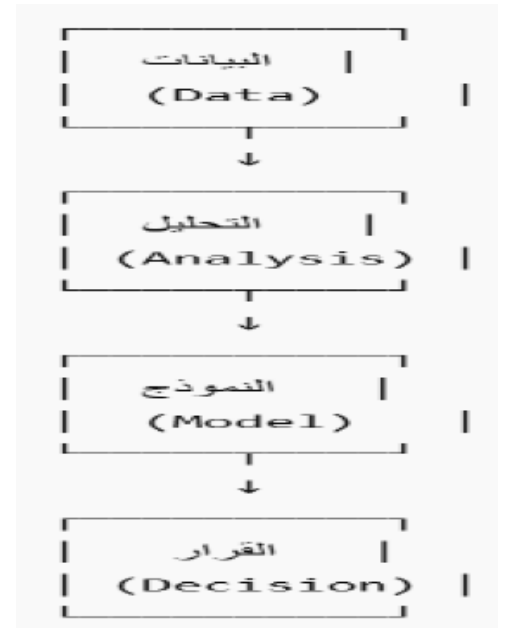 البيانات
(Data)
التحليل
(Analysis)
النموذج
(Model)
القرار
(Decision)